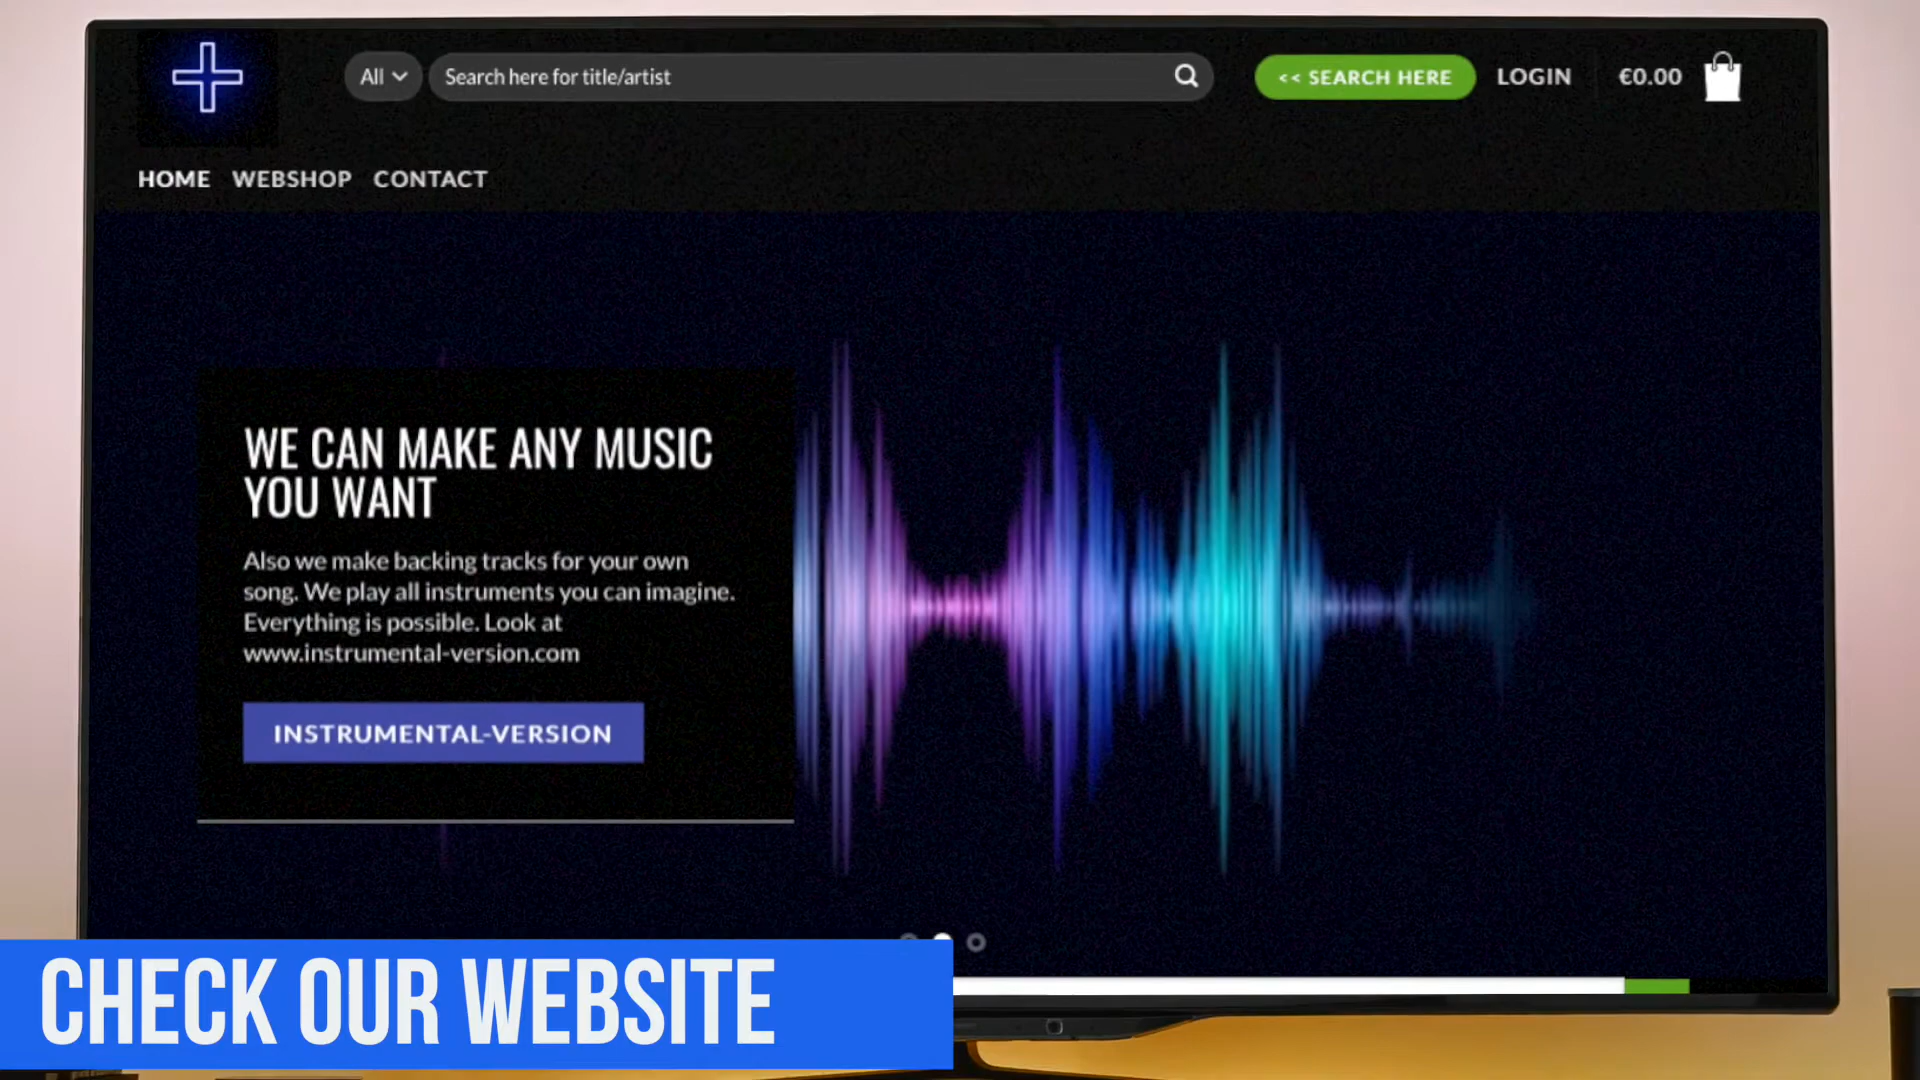 All
Search here for title/artist
<< SEARCH HERE
LOGIN
€0.00
HOME
WEBSHOP
CONTACT
WE CAN MAKE ANY MUSIC
YOU WANT
Also we make backing tracks for your own
song. We play all instruments you can imagine.
Everything is possible. Look at
www.instrumental-version.com
INSTRUMENTAL-VERSION
CHECK OUR WEBSITE